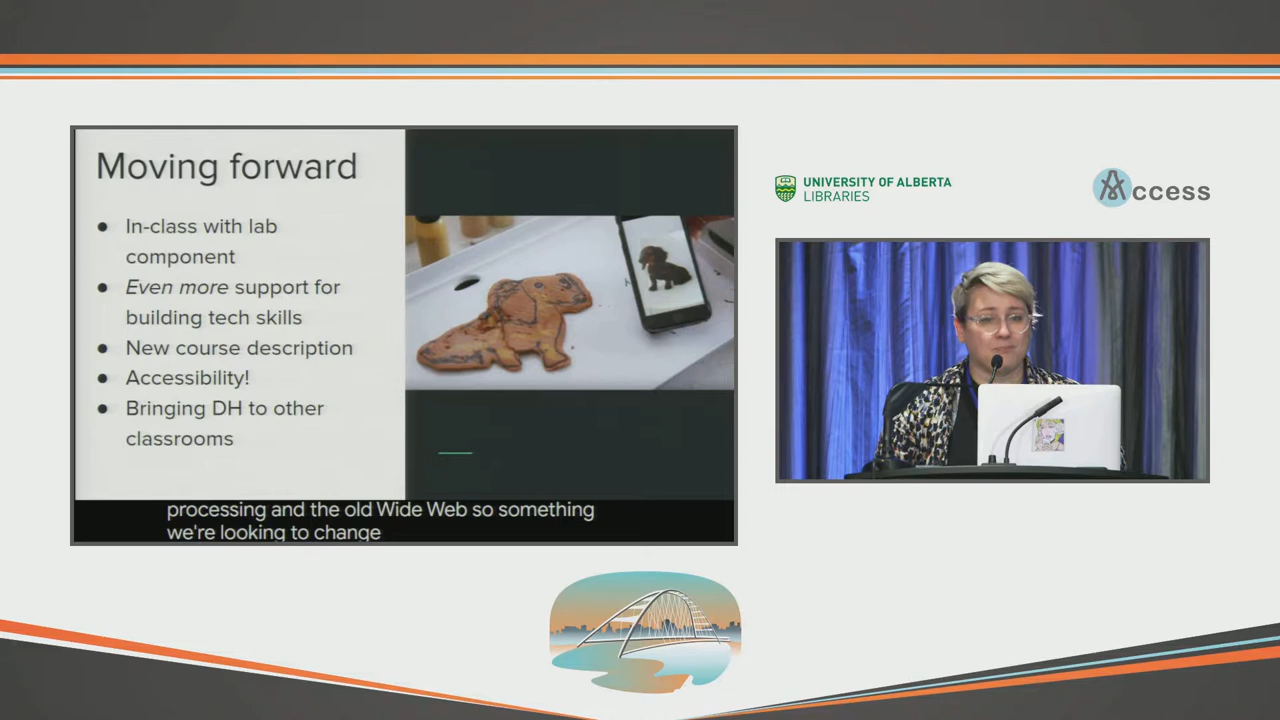 Moving forward
● In-class with lab
component
● Even more support for
building tech skills
● New course description
● Accessibility!
● Bringing DH to other
classrooms
processing and the old Wide Web so something
we're looking to change
UNIVERSITY OF ALBERTA
LIBRARIES
Access